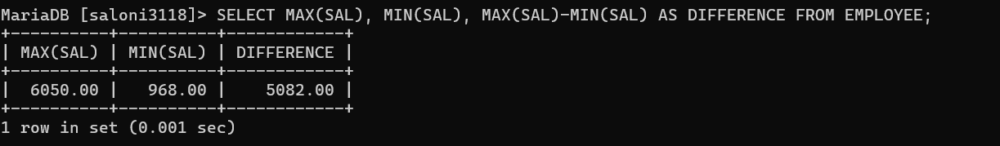 MariaDB [saloni3118]> SELECT MAX(SAL), MIN(SAL), MAX(SAL)-MIN(SAL) AS DIFFERENCE FROM EMPLOYEE;
+----------+----------+------------+
| MAX(SAL) | MIN(SAL) | DIFFERENCE |
+----------+----------+------------+
|  6050.00 |   968.00 |    5082.00 |
+----------+----------+------------+
1 row in set (0.001 sec)